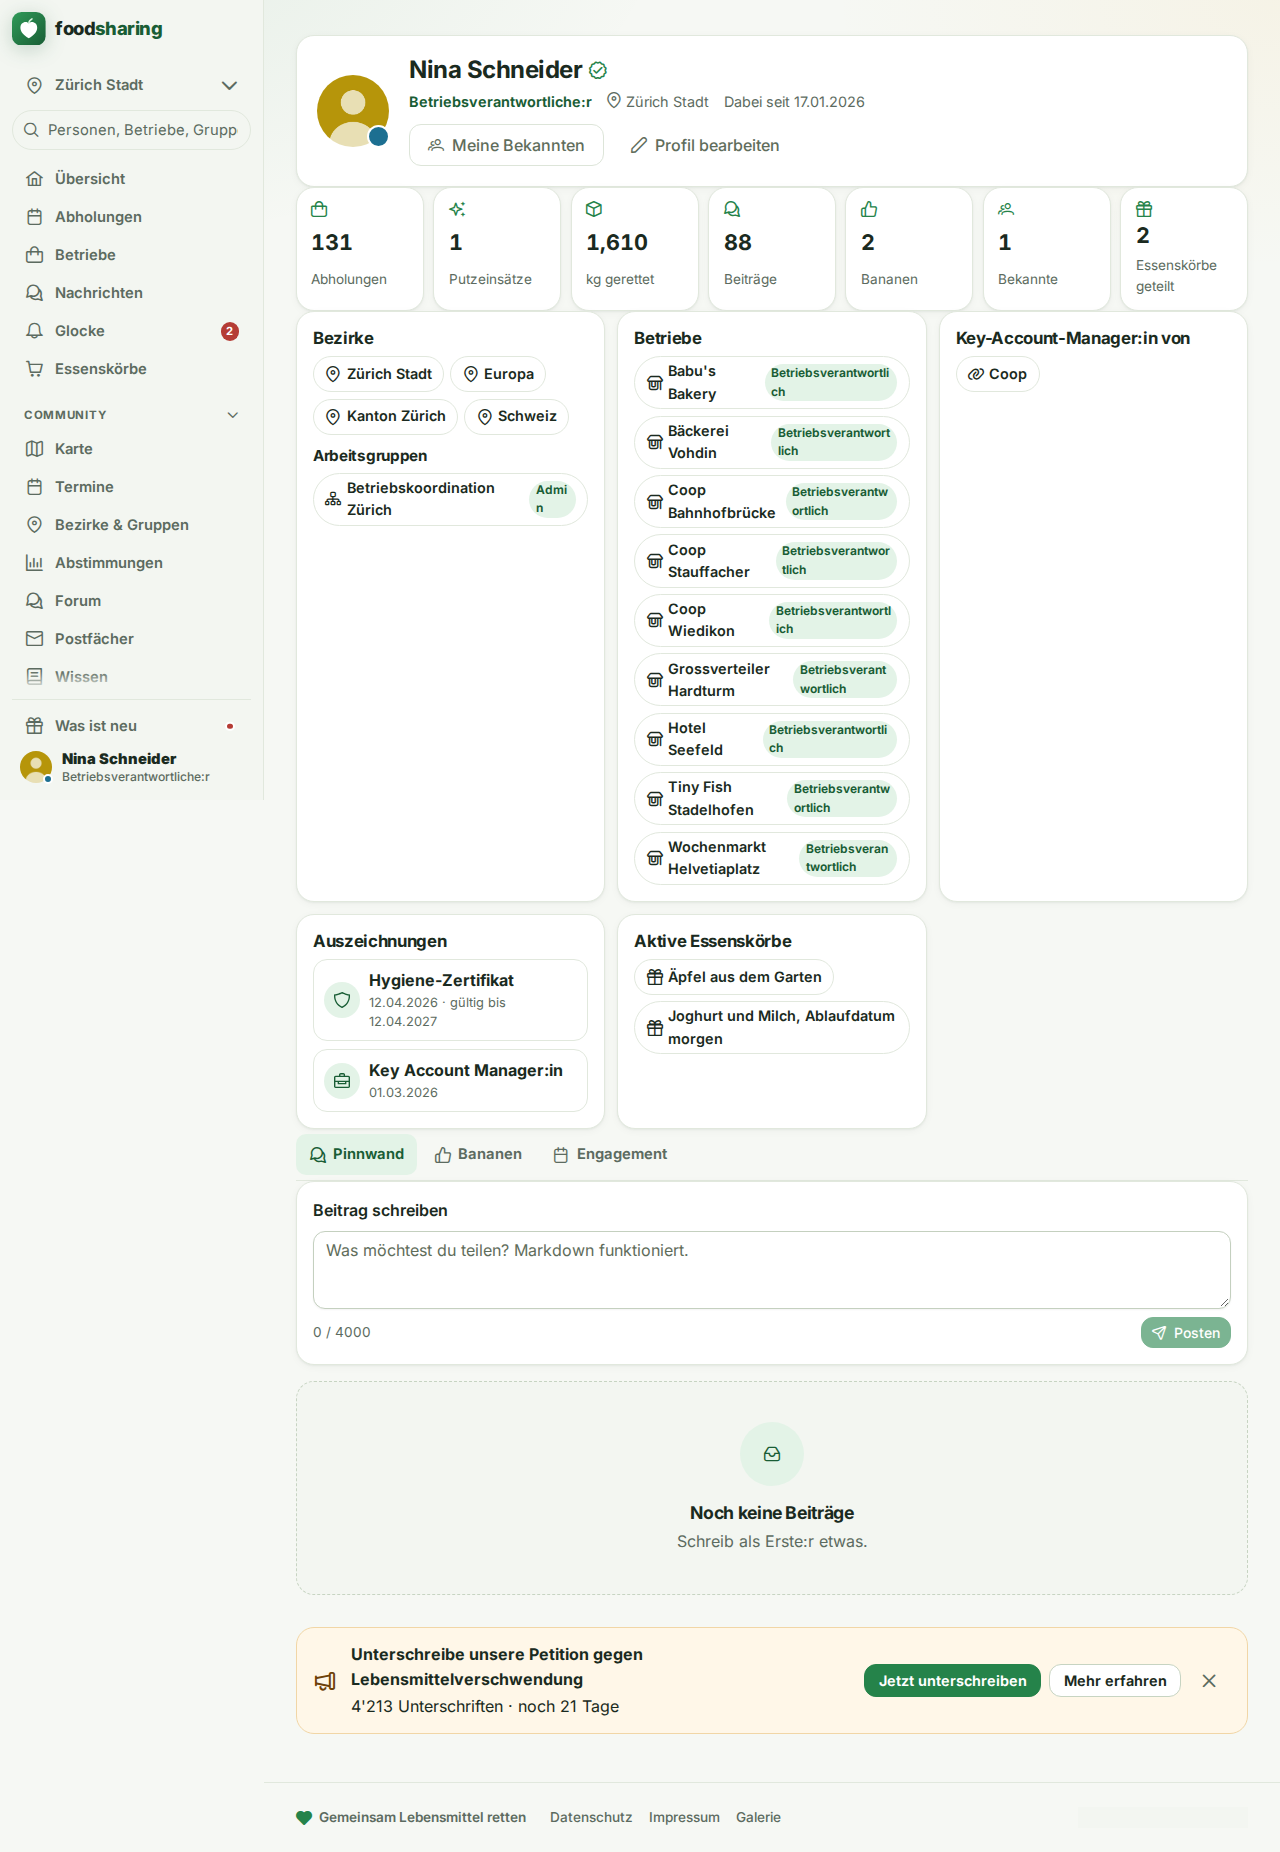 foodsharing
Zürich Stadt
Personen, Betriebe, Grupp
Übersicht
Abholungen
Betriebe
Nachrichten
Glocke 2
Essenskörbe
COMMUNITY
Karte
Termine
Bezirke & Gruppen
Abstimmungen
Forum
Postfächer
Wissen
Was ist neu
Nina Schneider
Betriebsverantwortliche:r
Nina Schneider
Betriebsverantwortliche:r Zürich Stadt Dabei seit 17.01.2026
Meine Bekannten Profil bearbeiten
131
Abholungen
1
Putzeinsätze
1,610
kg gerettet
88
Beiträge
2
Bananen
1
Bekannte
2
Essenskörbe
geteilt
Bezirke
Zürich Stadt Europa
Kanton Zürich Schweiz
Arbeitsgruppen
Betriebskoordination
Zürich
Admi
n
Betriebe
Babu's
Bakery
Betriebsverantwortli
ch
Bäckerei
Vohdin
Betriebsverantwort
lich
Coop
Bahnhofbrücke
Betriebsverantw
ortlich
Coop
Stauffacher
Betriebsverantwor
tlich
Coop
Wiedikon
Betriebsverantwortl
ich
Grossverteiler
Hardturm
Betriebsverant
wortlich
Hotel
Seefeld
Betriebsverantwortli
ch
Tiny Fish
Stadelhofen
Betriebsverantw
ortlich
Wochenmarkt
Helvetiaplatz
Betriebsveran
twortlich
Key-Account-Manager:in von
Coop
Auszeichnungen
Hygiene-Zertifikat
12.04.2026 · gültig bis
12.04.2027
Key Account Manager:in
01.03.2026
Aktive Essenskörbe
Äpfel aus dem Garten
Joghurt und Milch, Ablaufdatum
morgen
Pinnwand Bananen Engagement
Beitrag schreiben
Was möchtest du teilen? Markdown funktioniert.
0 / 4000 Posten
Noch keine Beiträge
Schreib als Erste:r etwas.
Unterschreibe unsere Petition gegen
Lebensmittelverschwendung
4'213 Unterschriften · noch 21 Tage
Jetzt unterschreiben Mehr erfahren
Gemeinsam Lebensmittel retten Datenschutz Impressum Galerie